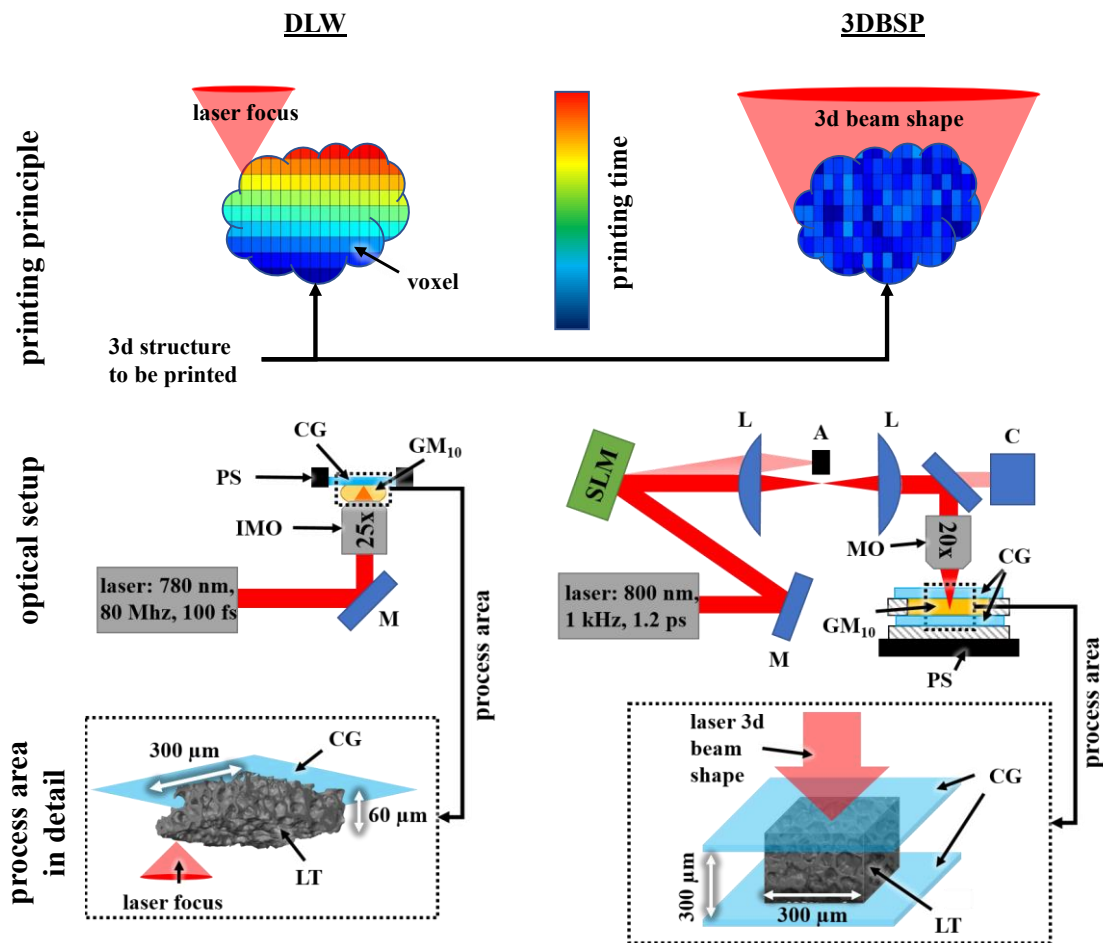 DLW
3DBSP
printing principle
laser focus
voxel
printing time
3d beam shape
3d structure
to be printed
optical setup
CG
GM10
PS
IMO
25x
laser: 780 nm,
80 Mhz, 100 fs
M
process area
SLM
L
A
L
C
MO
20x
CG
laser: 800 nm,
1 kHz, 1.2 ps
GM10
M
PS
process area
process area
in detail
300 µm
CG
60 µm
LT
laser focus
laser 3d
beam
shape
CG
300 µm
300 µm
LT